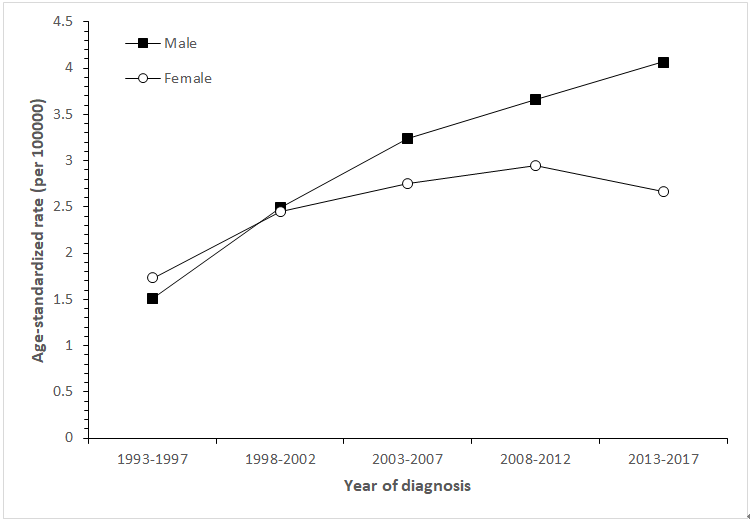 Male
Female
Age-standardized rate (per 100000)
4.5
4
3.5
3
2.5
2
1.5
1
0.5
0
1993-1997 1998-2002 2003-2007 2008-2012 2013-2017
Year of diagnosis